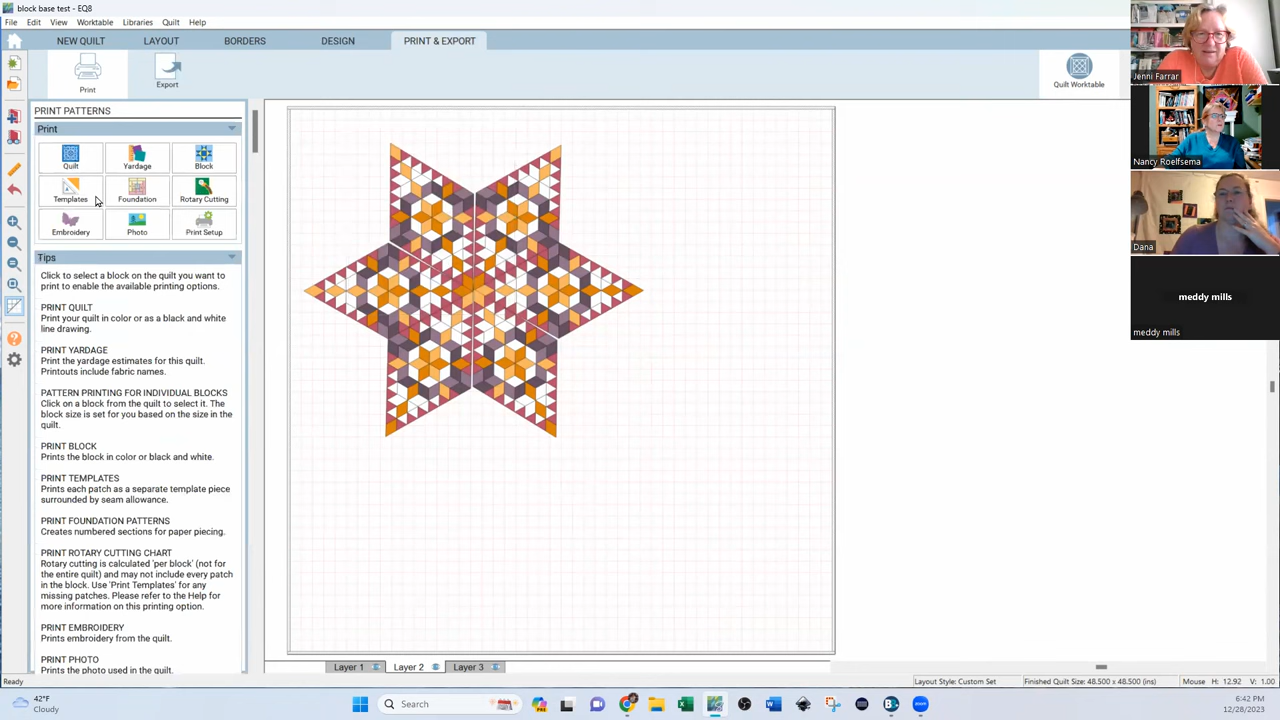 block base test - EQ8
File Edit View Worktable Libraries Quilt Help
NEW QUILT LAYOUT BORDERS DESIGN PRINT & EXPORT
Print Export Quilt Worktable
PRINT PATTERNS
Print
Quilt Yardage Block
Templates Foundation Rotary Cutting
Embroidery Photo Print Setup
Tips
Click to select a block on the quilt you want
to print to enable the available printing options.
PRINT QUILT
Print your quilt in color or as a black and white
line drawing.
PRINT YARDAGE
Print the yardage estimates for this quilt.
Printouts include fabric names.
PATTERN PRINTING FOR INDIVIDUAL BLOCKS
Click on a block from the quilt to select it. The
block size is set for you based on the size in the
quilt.
PRINT BLOCK
Prints the block in color or black and white.
PRINT TEMPLATES
Prints each patch as a separate template piece
surrounded by seam allowance.
PRINT FOUNDATION PATTERNS
Creates numbered sections for paper piecing.
PRINT ROTARY CUTTING CHART
Rotary cutting is calculated 'per block' (not for
the entire quilt) and may not include every patch
in the block. Use 'Print Templates' for any
missing patches. Please refer to the Help for
more information on this printing option.
PRINT EMBROIDERY
Prints embroidery from the quilt.
PRINT PHOTO
Prints the photo used in the quilt.
Layer 1 Layer 2 Layer 3
Ready
Layout Style: Custom Set Finished Quilt Size: 48.500 x 48.500 (ins) Mouse H: 12.92 V: 1.00
Jenni Farrar
Nancy Roelfsema
Dana
meddy mills
meddy mills
42°F
Cloudy
Search
6:42 PM
12/28/2023